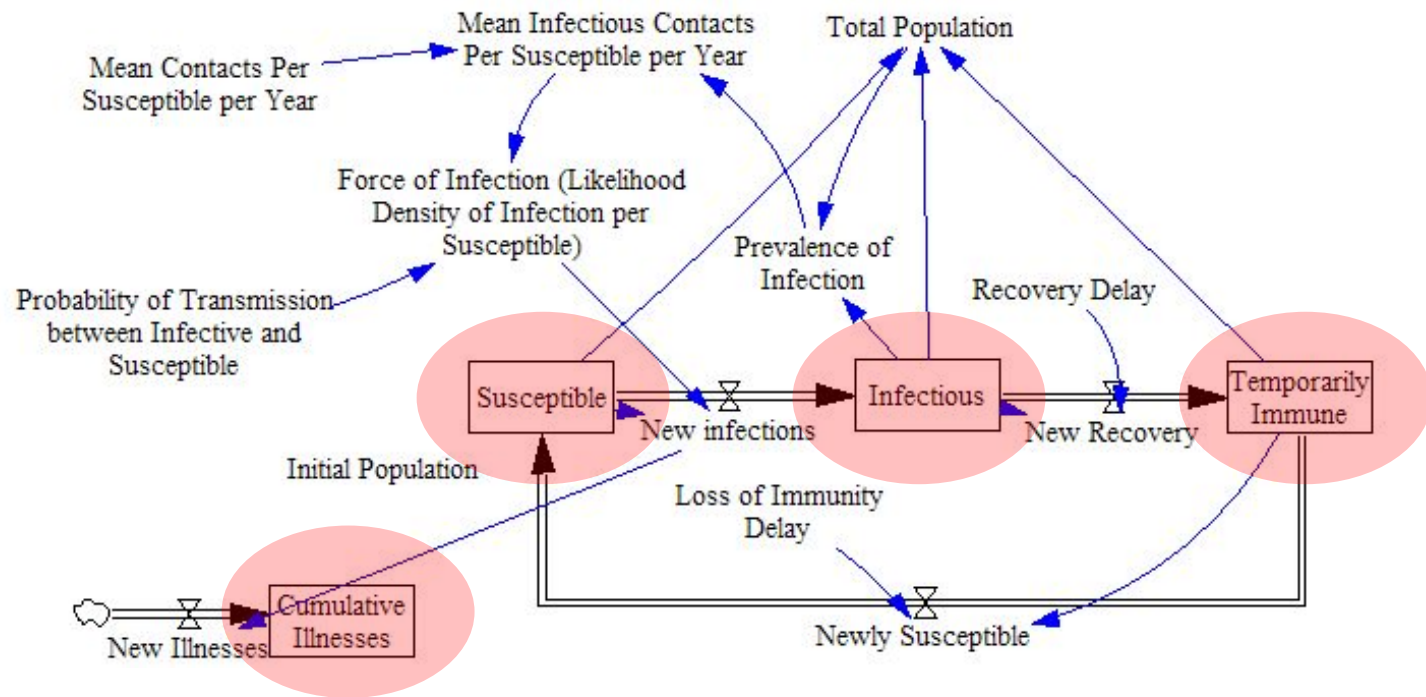 Mean Infectious Contacts
Per Susceptible per Year
Total Population
Mean Contacts Per
Susceptible per Year
Force of Infection (Likelihood
Density of Infection per
Susceptible)
Prevalence of
Infection
Recovery Delay
Probability of Transmission
between Infective and
Susceptible
Susceptible
Infectious
Temporarily
Immune
New infections
New Recovery
Initial Population
Loss of Immunity
Delay
Cumulative
Illnesses
New Illnesses
Newly Susceptible